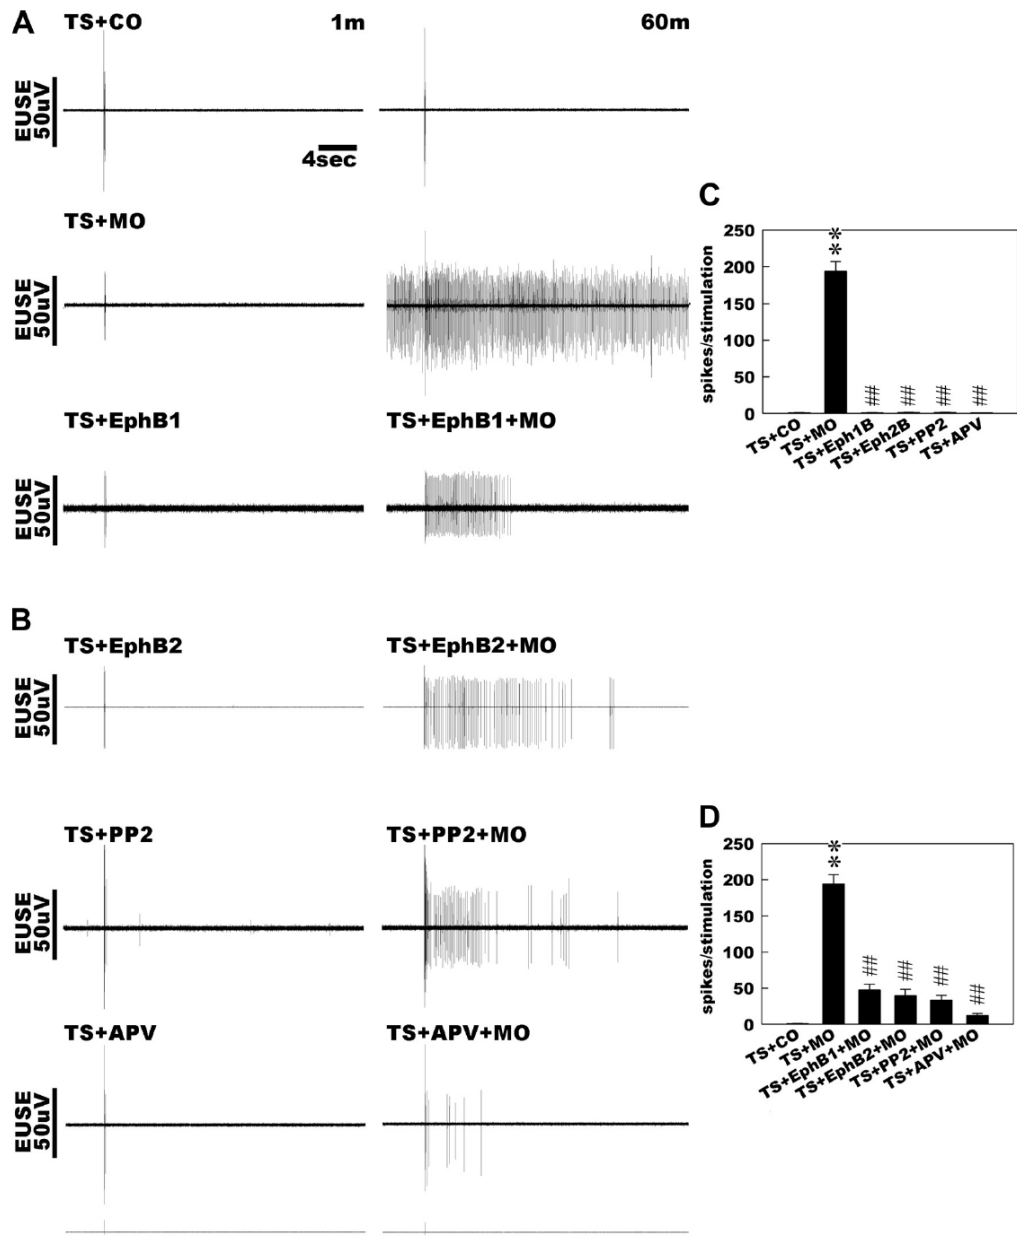 A
TS+CO 1m 60m
EUSE
50uV
4sec
TS+MO
EUSE
50uV
TS+EphB1 TS+EphB1+MO
EUSE
50uV
B
TS+EphB2 TS+EphB2+MO
EUSE
50uV
TS+PP2 TS+PP2+MO
EUSE
50uV
TS+APV TS+APV+MO
EUSE
50uV
C
spikes/stimulation
250
200
150
100
50
0
**
## ## ## ##
TS+CO
TS+MO
TS+Eph1B
TS+Eph2B
TS+PP2
TS+APV
D
spikes/stimulation
250
200
150
100
50
0
**
## ## ## ##
TS+CO
TS+MO
TS+EphB1+MO
TS+EphB2+MO
TS+PP2+MO
TS+APV+MO